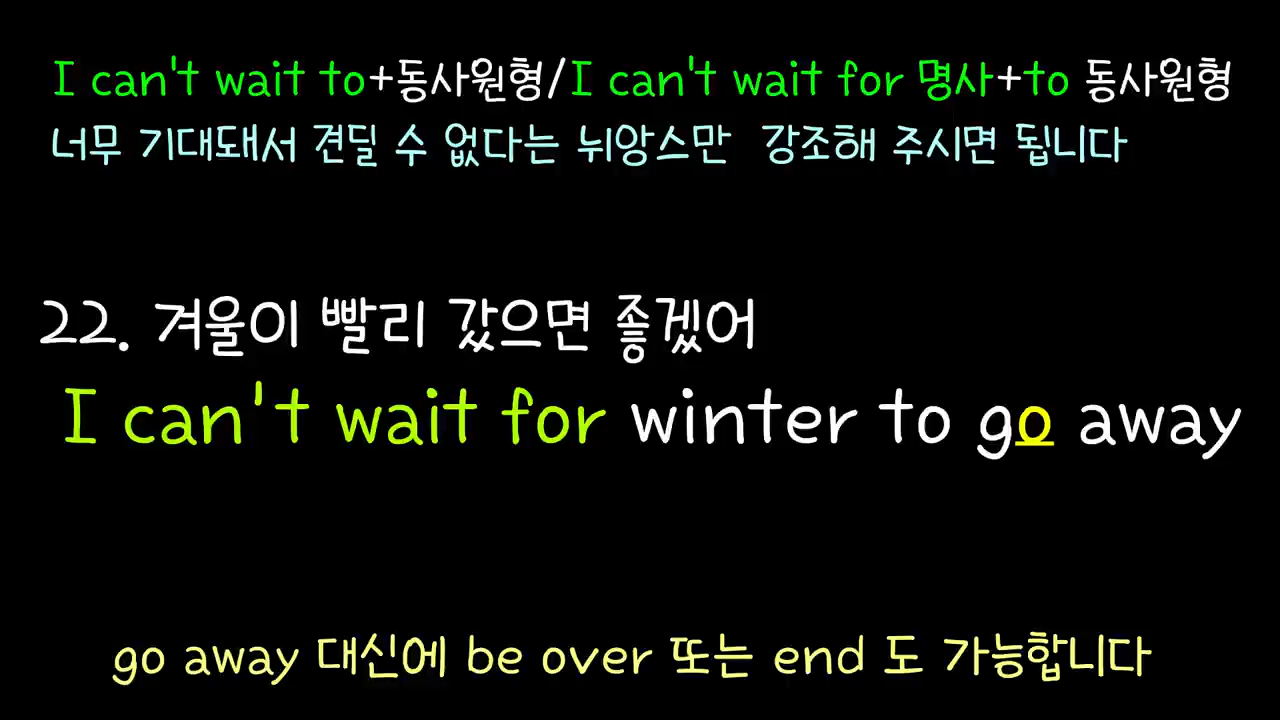 I can't wait to+동사원형/I can't wait for 명사+to 동사원형
너무 기대돼서 견딜 수 없다는 뉘앙스만 강조해 주시면 됩니다
22. 겨울이 빨리 갔으면 좋겠어
I can't wait for winter to go away
go away 대신에 be over 또는 end 도 가능합니다